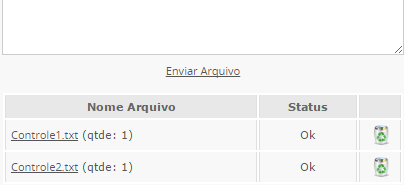 Enviar Arquivo
Nome Arquivo Status
Controle1.txt (qtde: 1) Ok
Controle2.txt (qtde: 1) Ok